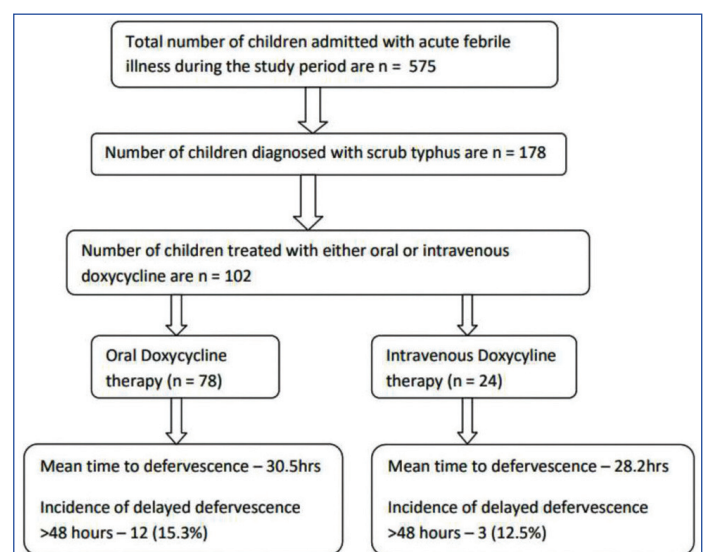 Total number of children admitted with acute febrile
illness during the study period are n = 575
Number of children diagnosed with scrub typhus are n = 178
Number of children treated with either oral or intravenous
doxycycline are n = 102
Oral Doxycycline
therapy (n = 78)
Intravenous Doxycyline
therapy (n = 24)
Mean time to defervescence – 30.5hrs
Incidence of delayed defervescence
>48 hours – 12 (15.3%)
Mean time to defervescence – 28.2hrs
Incidence of delayed defervescence
>48 hours – 3 (12.5%)